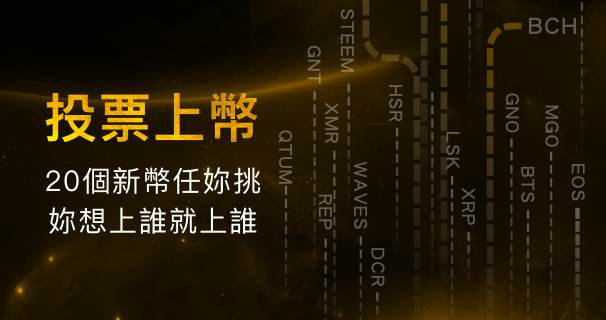 投票上幣
20個新幣任妳挑
妳想上誰就上誰
BCH
STEEM
GNT
HSR
XMR
QTUM
WAVES
REP
DCR
LSK
XRP
GNO
MGO
BTS
EOS